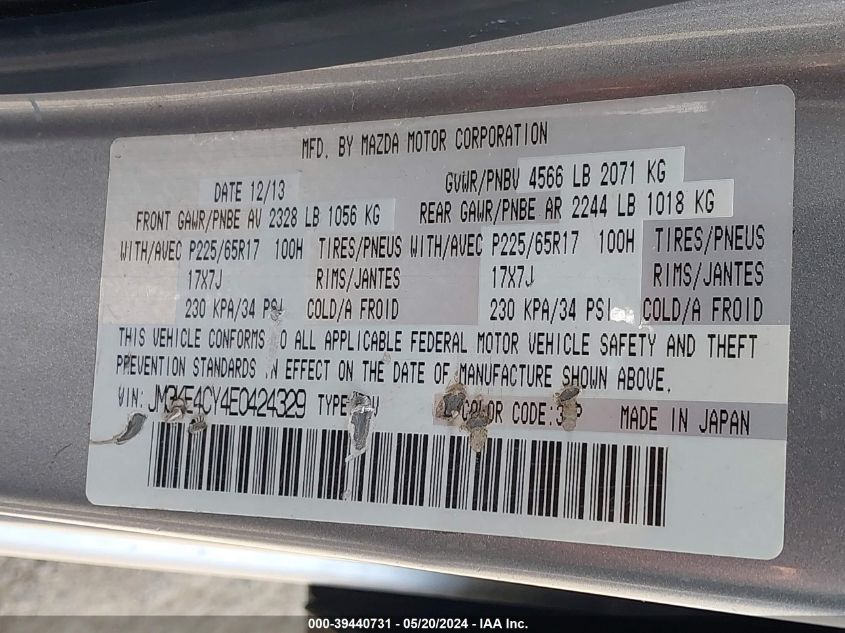 MFD. BY MAZDA MOTOR CORPORATION
DATE 12/13 GVWR/PNBV 4566 LB 2071 KG
FRONT GAWR/PNBE AV 2328 LB 1056 KG REAR GAWR/PNBE AR 2244 LB 1018 KG
WITH/AVEC P225/65R17 100H TIRES/PNEUS WITH/AVEC P225/65R17 100H TIRES/PNEUS
17X7J RIMS/JANTES 17X7J RIMS/JANTES
230 KPA/34 PSI COLD/A FROID 230 KPA/34 PSI COLD/A FROID
THIS VEHICLE CONFORMS TO ALL APPLICABLE FEDERAL MOTOR VEHICLE SAFETY AND THEFT
PREVENTION STANDARDS IN EFFECT ON THE DATE OF MANUFACTURE SHOWN ABOVE.
VIN: JM3KE4CY4E0424329 TYPE: COLOR CODE: MADE IN JAPAN
000-39440731 - 05/20/2024 - IAA Inc.